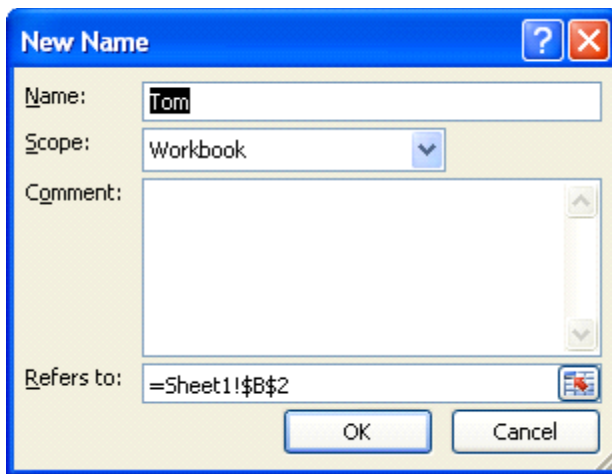 New Name
Name: Tom
Scope: Workbook
Comment:
Refers to: =Sheet1!$B$2
OK Cancel